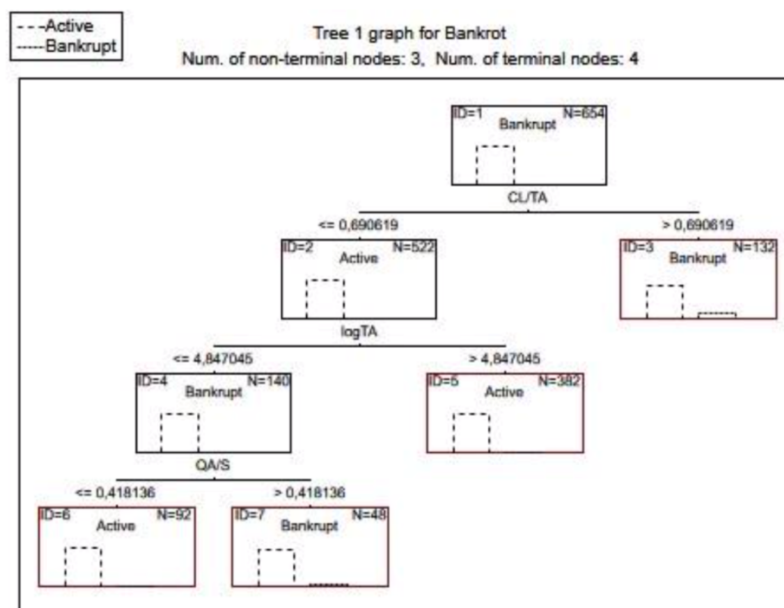 Active
Bankrupt
Tree 1 graph for Bankrot
Num. of non-terminal nodes: 3, Num. of terminal nodes: 4
ID=1 N=654
Bankrupt
CL/TA
<= 0,690619 > 0,690619
ID=2 N=522 ID=3 N=132
Active Bankrupt
logTA
<= 4,847045 > 4,847045
ID=4 N=140 ID=5 N=382
Bankrupt Active
QA/S
<= 0,418136 > 0,418136
ID=6 N=92 ID=7 N=48
Active Bankrupt